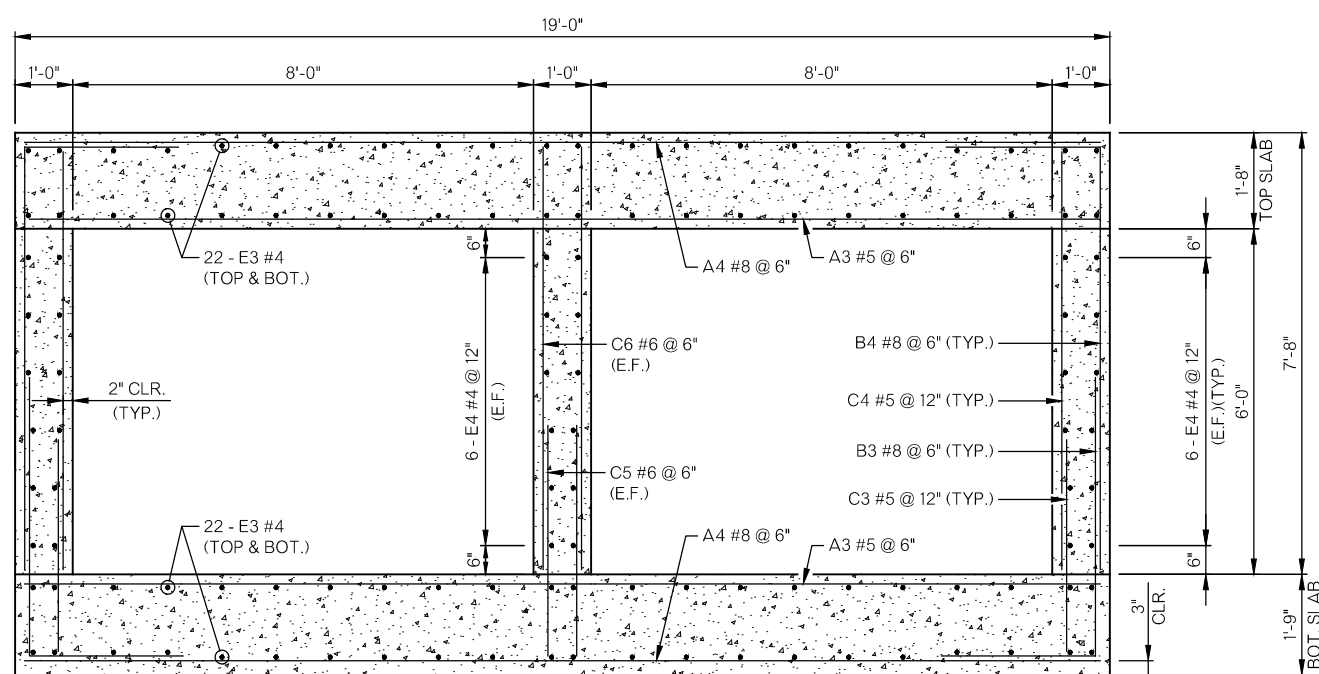 19'-0"
1'-0"
8'-0"
1'-0"
8'-0"
1'-0"
1'-8"
TOP SLAB
22 - E3 #4
(TOP & BOT.)
6"
A4 #8 @ 6"
A3 #5 @ 6"
6"
C6 #6 @ 6"
(E.F.)
B4 #8 @ 6" (TYP.)
7'-8"
2" CLR.
(TYP.)
6 - E4 #4 @ 12"
(E.F.)
C4 #5 @ 12" (TYP.)
6 - E4 #4 @ 12"
(E.F.)(TYP.)
6'-0"
B3 #8 @ 6" (TYP.)
C5 #6 @ 6"
(E.F.)
C3 #5 @ 12" (TYP.)
22 - E3 #4
(TOP & BOT.)
6"
A4 #8 @ 6"
A3 #5 @ 6"
6"
3"
CLR.
1'-9"
BOT. SLAB